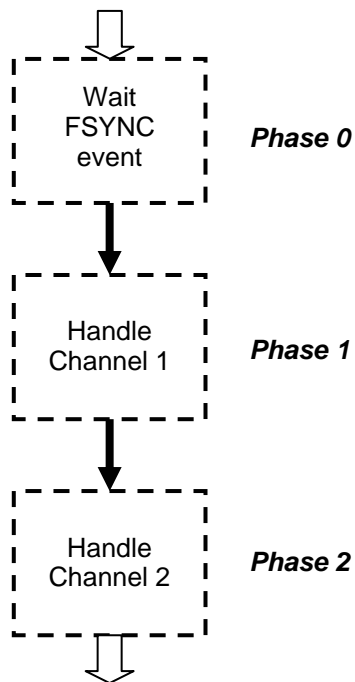 Wait
FSYNC
event
Phase 0
Handle
Channel 1
Phase 1
Handle
Channel 2
Phase 2